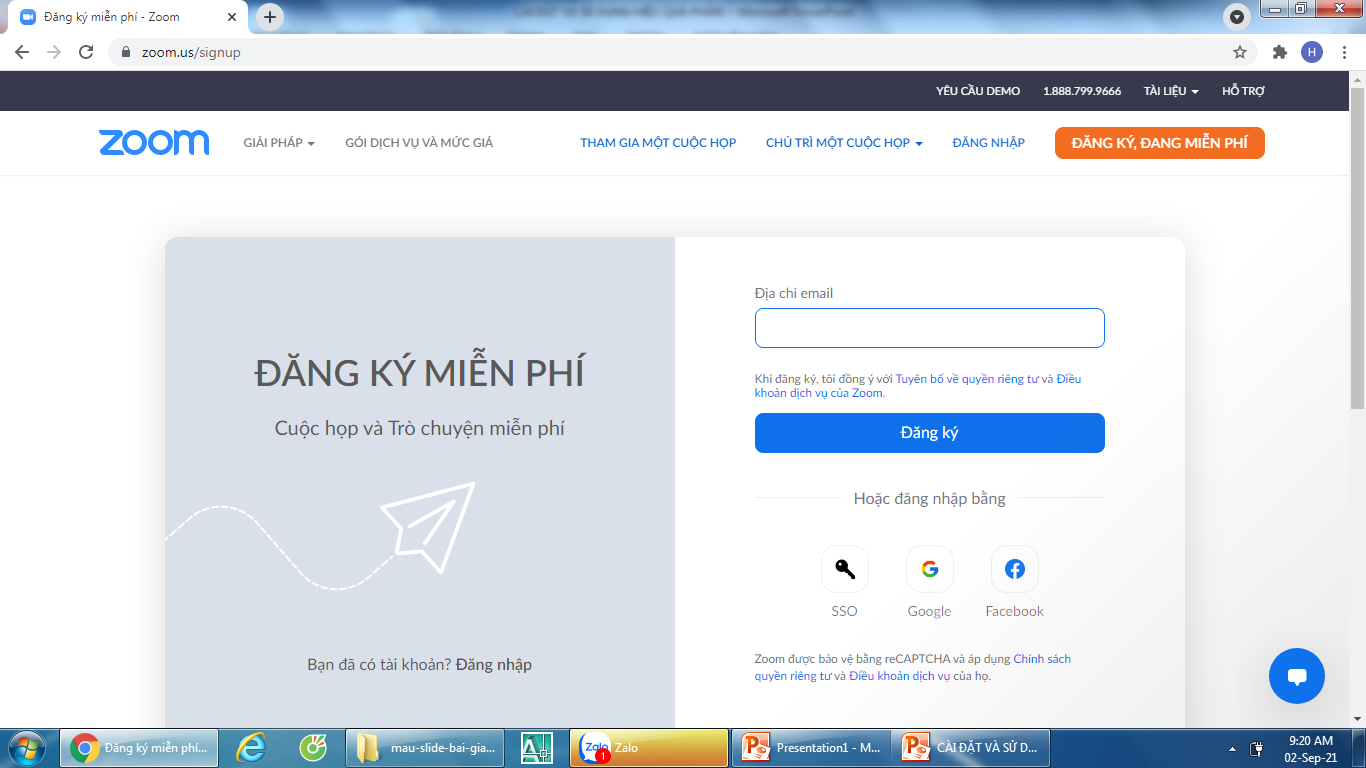 Đăng ký miễn phí - Zoom
zoom.us/signup
H
YÊU CẦU DEMO 1.888.799.9666 TÀI LIỆU HỖ TRỢ
zoom GIẢI PHÁP GÓI DỊCH VỤ VÀ MỨC GIÁ THAM GIA MỘT CUỘC HỌP CHỦ TRÌ MỘT CUỘC HỌP ĐĂNG NHẬP ĐĂNG KÝ, ĐANG MIỄN PHÍ
ĐĂNG KÝ MIỄN PHÍ
Cuộc họp và Trò chuyện miễn phí
Bạn đã có tài khoản? Đăng nhập
Địa chỉ email
Khi đăng ký, tôi đồng ý với Tuyên bố về quyền riêng tư và Điều
khoản dịch vụ của Zoom.
Đăng ký
Hoặc đăng nhập bằng
SSO Google Facebook
Zoom được bảo vệ bằng reCAPTCHA và áp dụng Chính sách
quyền riêng tư và Điều khoản dịch vụ của họ.
Đăng ký miễn phí... mau-slide-bai-gia... Zalo 1 Zalo Presentation1 - M... CÀI ĐẶT VÀ SỬ D...
9:20 AM
02-Sep-21